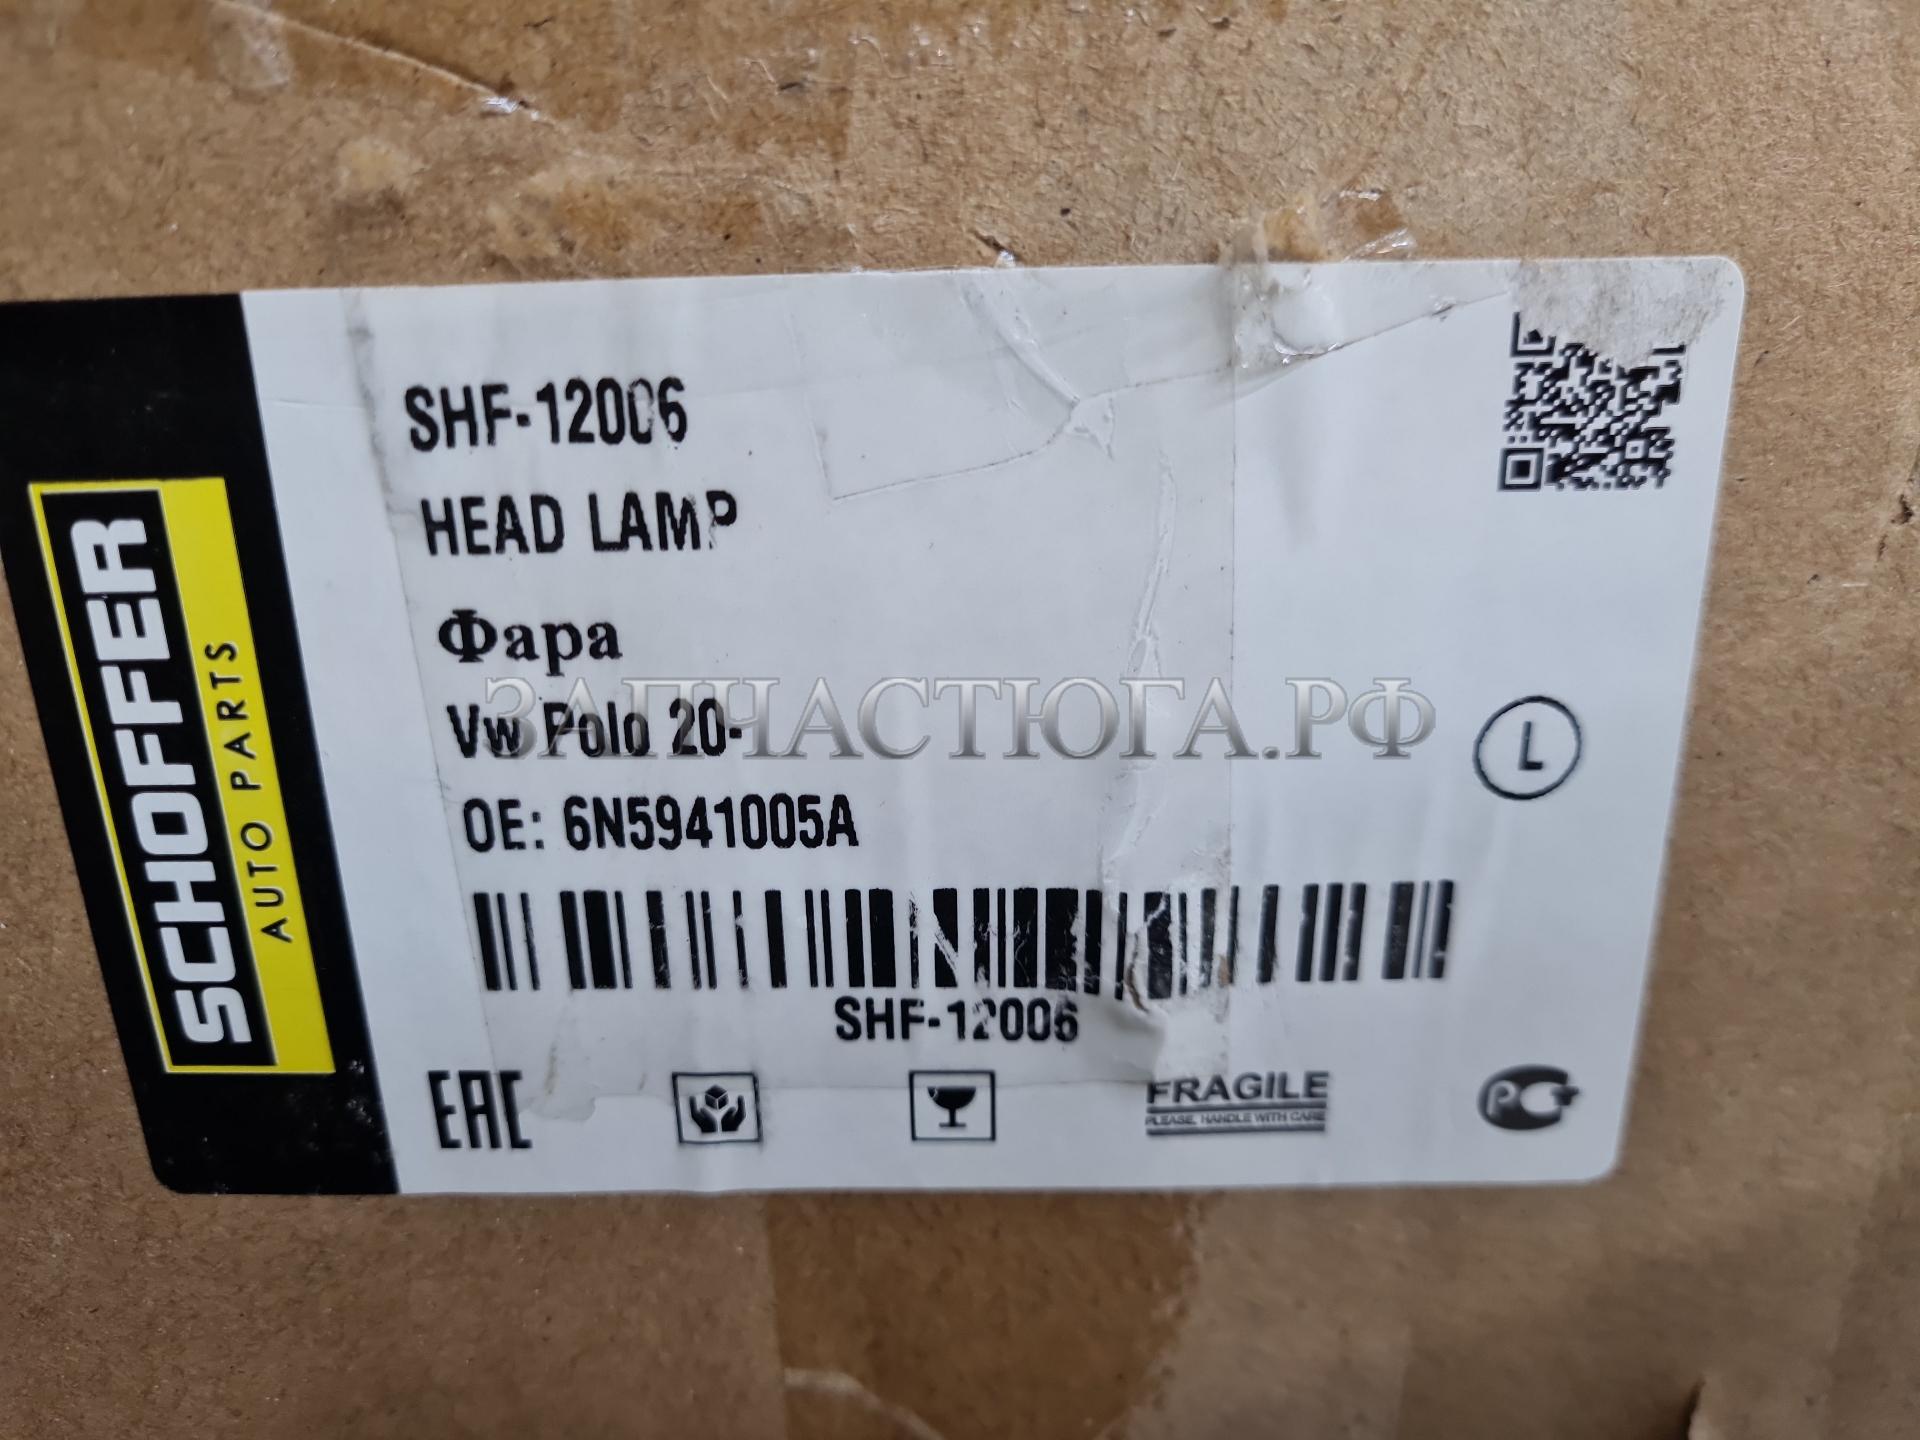 SCHOFFER
AUTO PARTS
SHF-12006
HEAD LAMP
Фара
Vw Polo 20-
ЗАПЧАСТЮГА.РФ
L
OE: 6N5941005A
SHF-12006
EAC
FRAGILE
PLEASE, HANDLE WITH CARE
РСТ